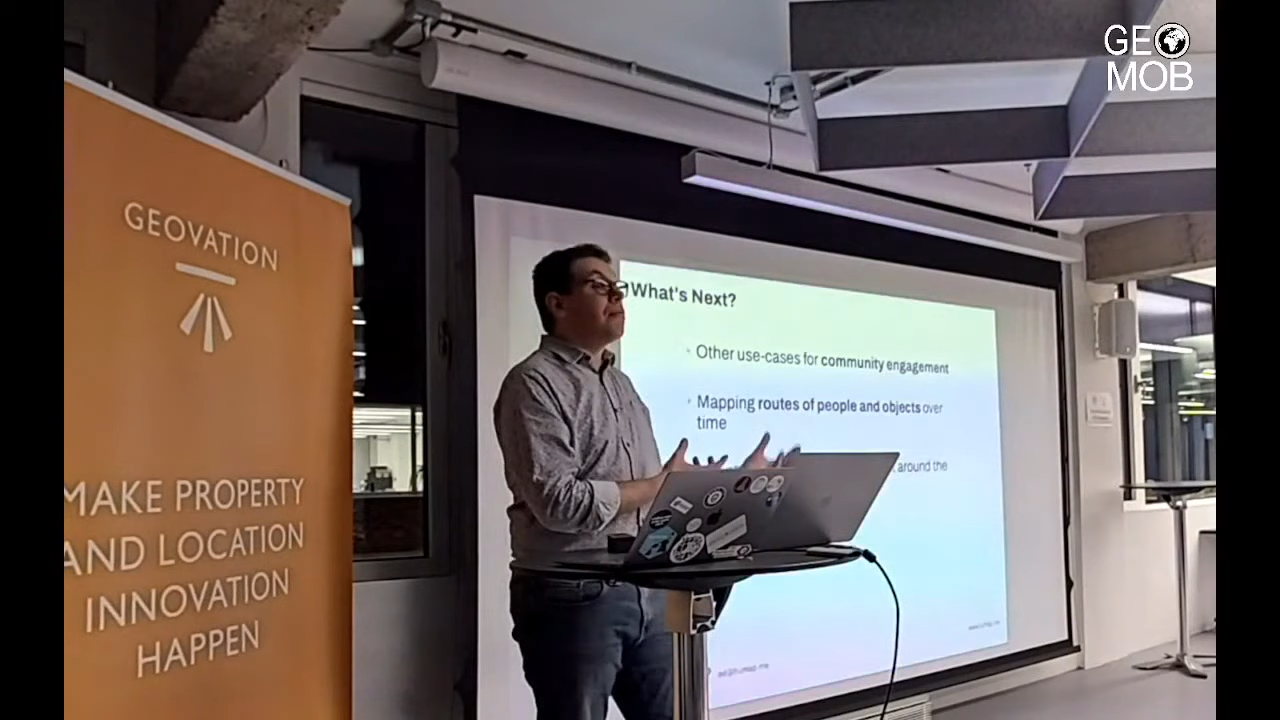 GEO
MOB
GEOVATION
MAKE PROPERTY
AND LOCATION
INNOVATION
HAPPEN
What's Next?
Other use-cases for community engagement
Mapping routes of people and objects over
time
around the